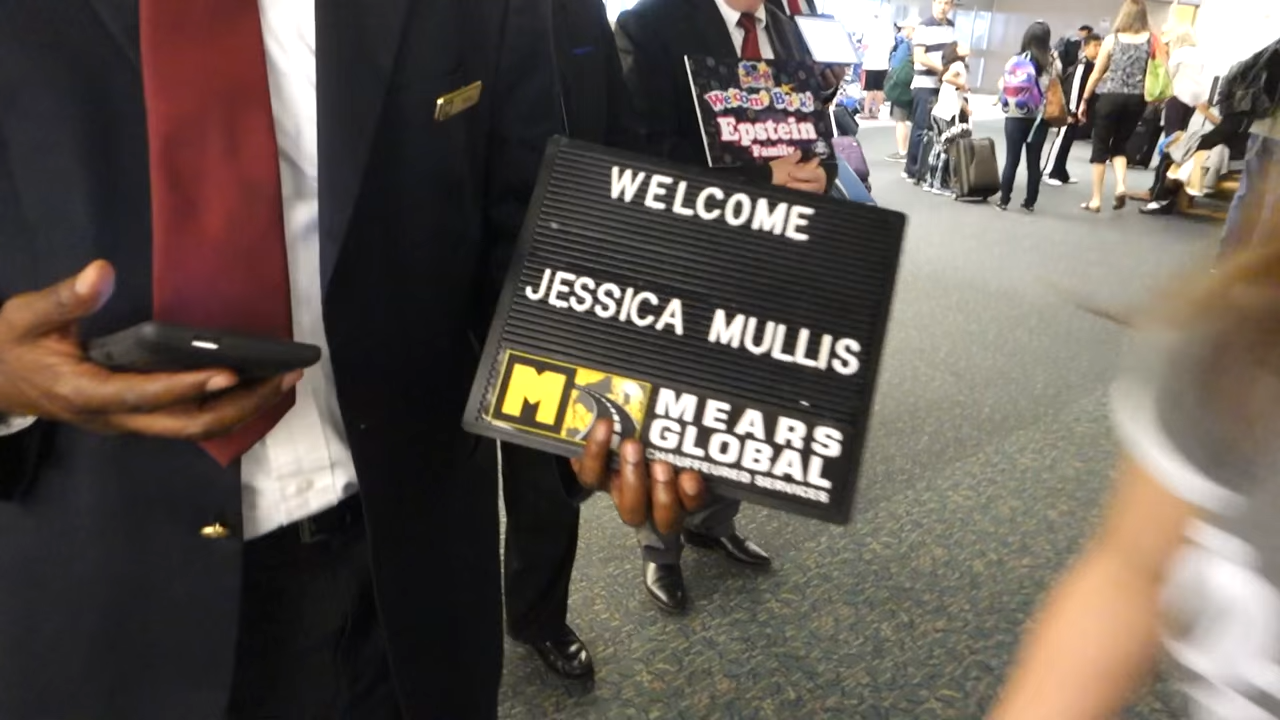 Welcome Back!
Epstein
Family
WELCOME
JESSICA MULLIS
M
MEARS
GLOBAL
CHAUFFEURED SERVICES